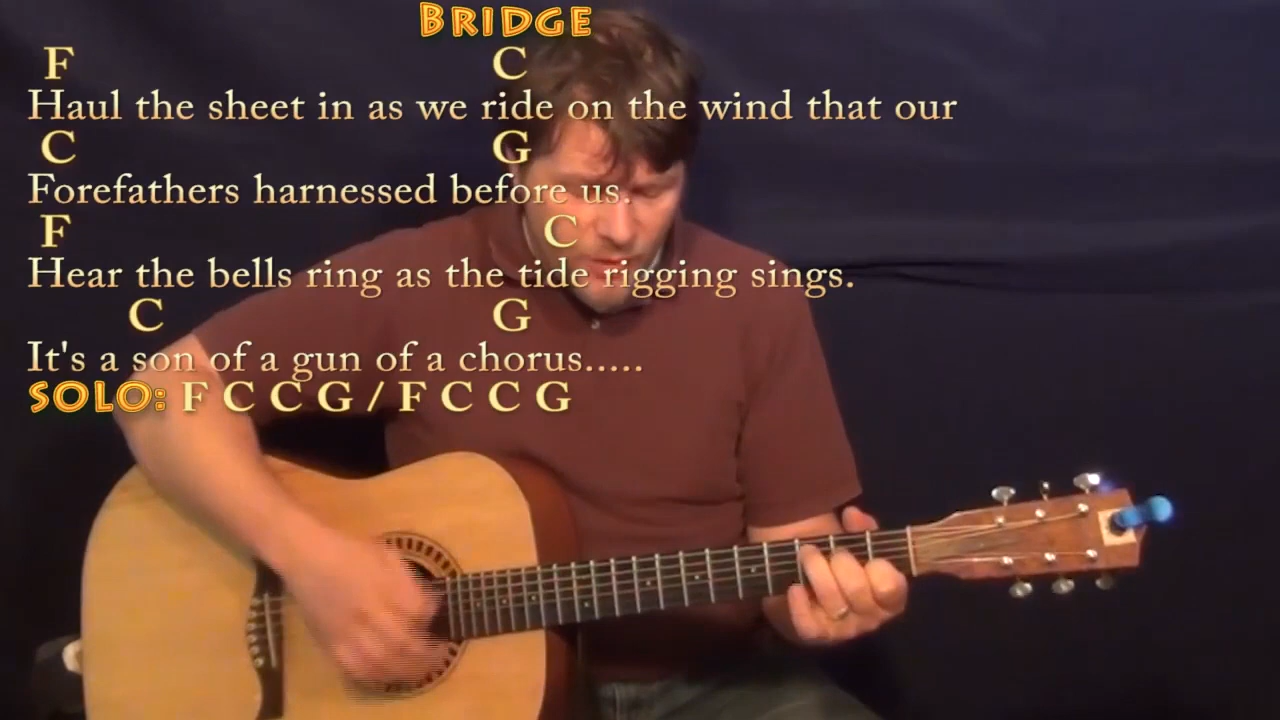 BRIDGE
F C
Haul the sheet in as we ride on the wind that our
C G
Forefathers harnessed before us.
F C
Hear the bells ring as the tide rigging sings.
C G
It's a son of a gun of a chorus.....
SOLO: F C C G / F C C G